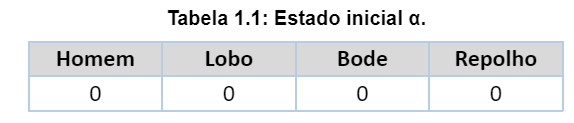 Tabela 1.1: Estado inicial α.
Homem Lobo Bode Repolho
0 0 0 0